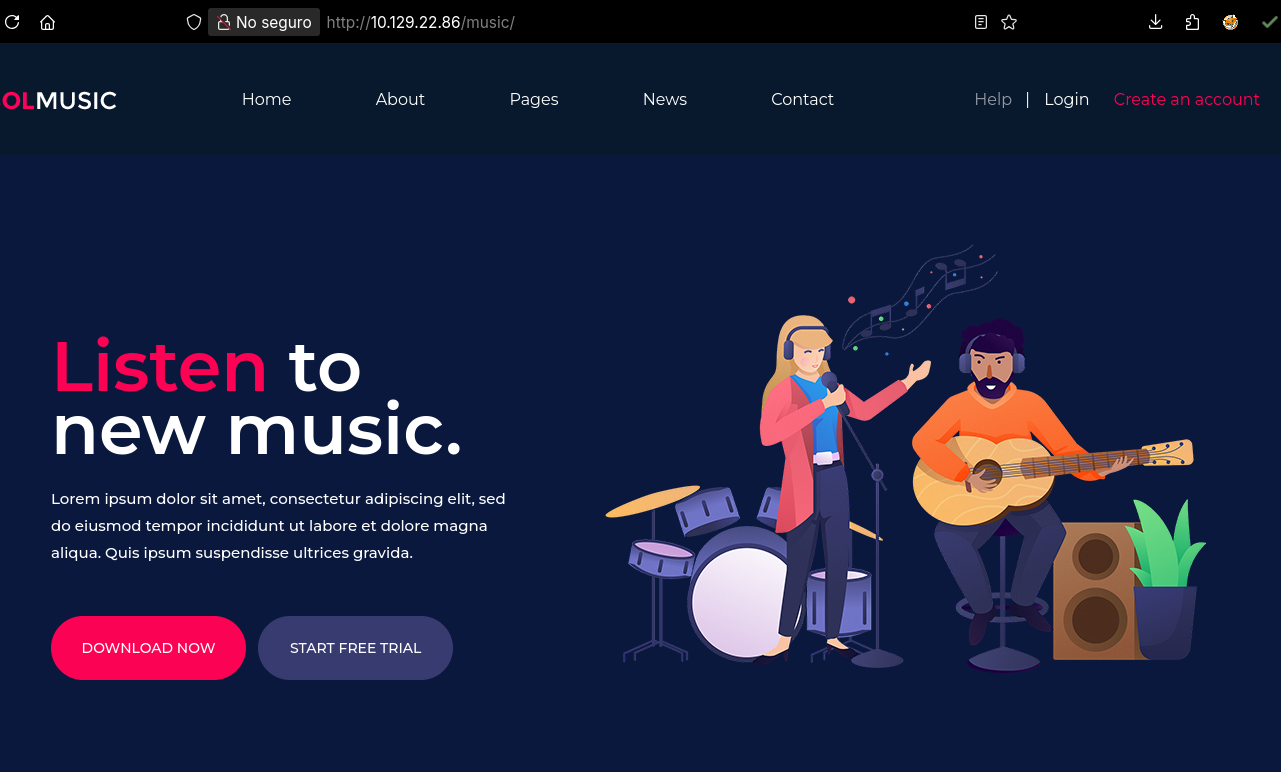 No seguro http://10.129.22.86/music/
OLMUSIC Home About Pages News Contact Help | Login Create an account
Listen to
new music.
Lorem ipsum dolor sit amet, consectetur adipiscing elit, sed
do eiusmod tempor incididunt ut labore et dolore magna
aliqua. Quis ipsum suspendisse ultrices gravida.
DOWNLOAD NOW START FREE TRIAL